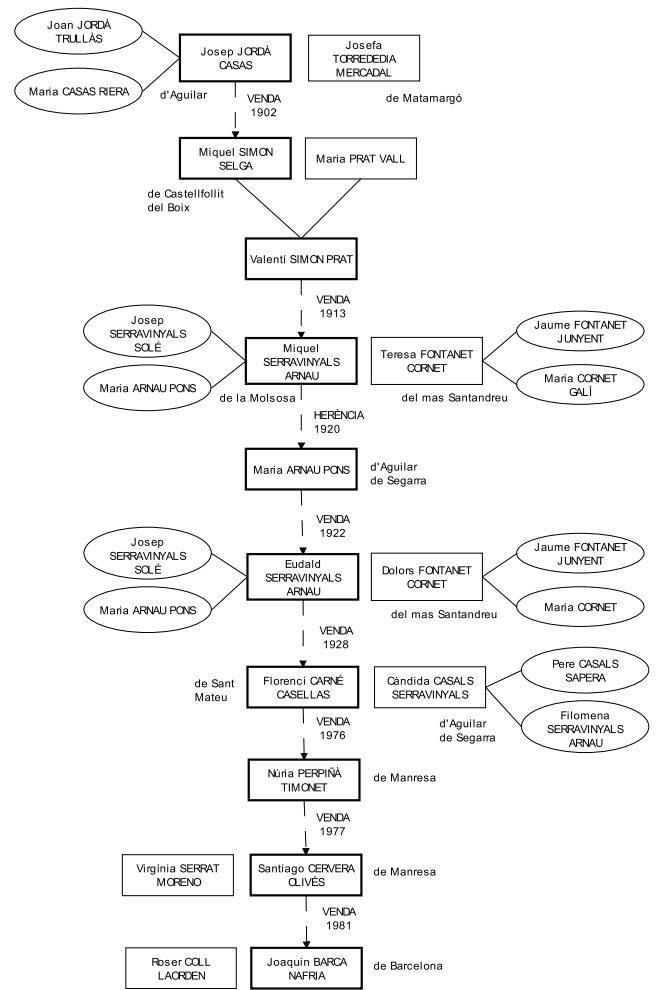 Joan JORDÀ
TRULLÀS
Josep JORDÀ
CASAS
Josefa
TORREDEDIA
MERCADAL
Maria CASAS RIERA
d'Aguilar
VENDA
1902
de Matamargó
Miquel SIMON
SELGA
Maria PRAT VALL
de Castellfollit
del Boix
Valentí SIMON PRAT
VENDA
1913
Josep
SERRAVINYALS
SOLÉ
Miquel
SERRAVINYALS
ARNAU
Teresa FONTANET
CORNET
Jaume FONTANET
JUNYENT
Maria ARNAU PONS
Maria CORNET
GALÍ
de la Molsosa
del mas Santandreu
HERÈNCIA
1920
Maria ARNAU PONS
d'Aguilar
de Segarra
VENDA
1922
Josep
SERRAVINYALS
SOLÉ
Eudald
SERRAVINYALS
ARNAU
Dolors FONTANET
CORNET
Jaume FONTANET
JUNYENT
Maria ARNAU PONS
Maria CORNET
del mas Santandreu
VENDA
1928
de Sant
Mateu
Florenci CARNÉ
CASELLAS
Càndida CASALS
SERRAVINYALS
Pere CASALS
SAPERA
Filomena
SERRAVINYALS
ARNAU
d'Aguilar
de Segarra
VENDA
1976
Núria PERPIÑÀ
TIMONET
de Manresa
VENDA
1977
Virgínia SERRAT
MORENO
Santiago CERVERA
OLIVÉS
de Manresa
VENDA
1981
Roser COLL
LAORDEN
Joaquin BARCA
NAFRIA
de Barcelona